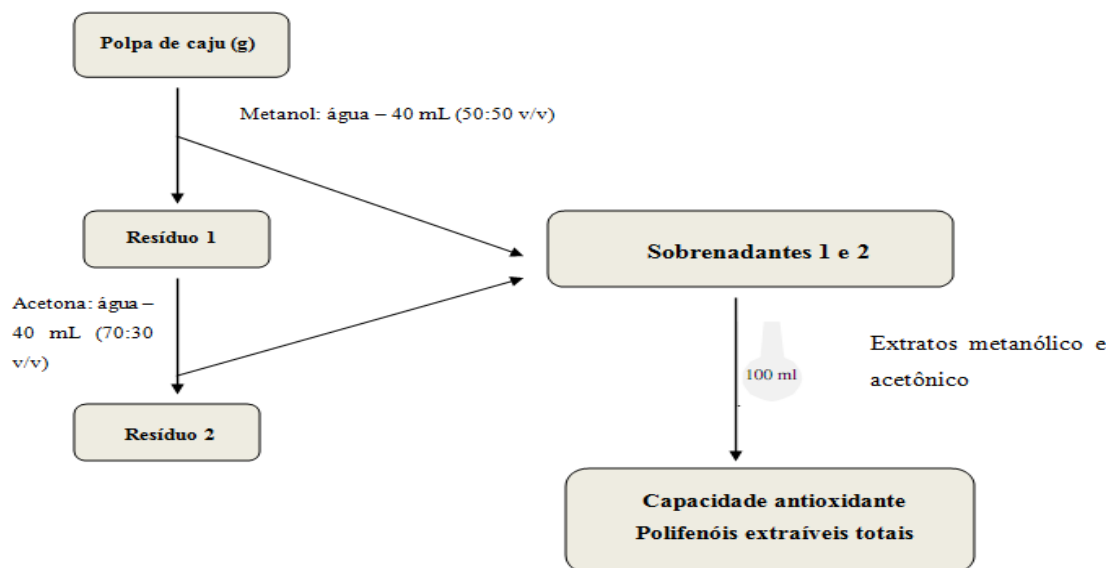 Polpa de caju (g)
Metanol: água – 40 mL (50:50 v/v)
Resíduo 1
Acetona: água –
40 mL (70:30
v/v)
Resíduo 2
Sobrenadantes 1 e 2
100 ml
Extratos metanólico e
acetônico
Capacidade antioxidante
Polifenóis extraíveis totais